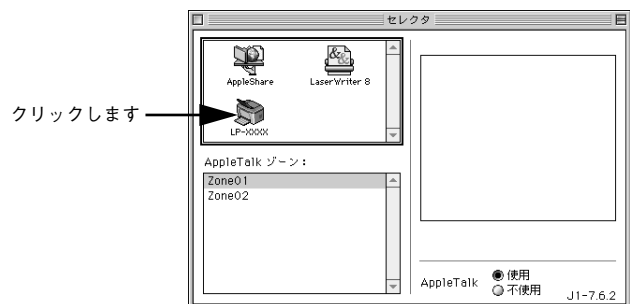 セレクタ
AppleShare
LaserWriter 8
クリックします
LP-XXXX
AppleTalk ゾーン：
Zone01
Zone02
AppleTalk
使用
不使用
J1-7.6.2